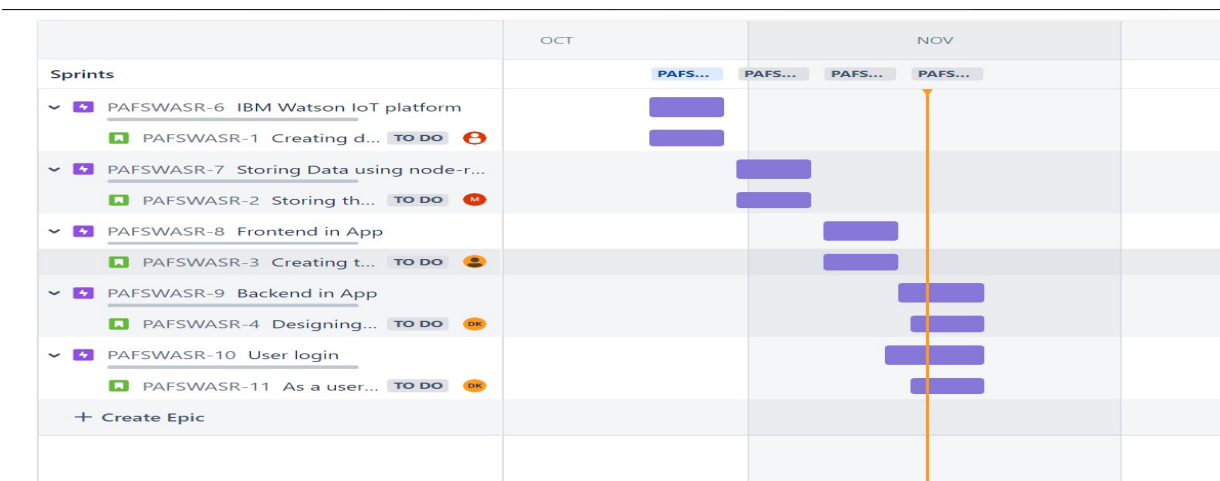 OCT NOV
Sprints PAFS... PAFS... PAFS... PAFS...
PAFSWASR-6 IBM Watson IoT platform
PAFSWASR-1 Creating d... TO DO
PAFSWASR-7 Storing Data using node-r...
PAFSWASR-2 Storing th... TO DO M
PAFSWASR-8 Frontend in App
PAFSWASR-3 Creating t... TO DO
PAFSWASR-9 Backend in App
PAFSWASR-4 Designing... TO DO DK
PAFSWASR-10 User login
PAFSWASR-11 As a user... TO DO DK
+ Create Epic